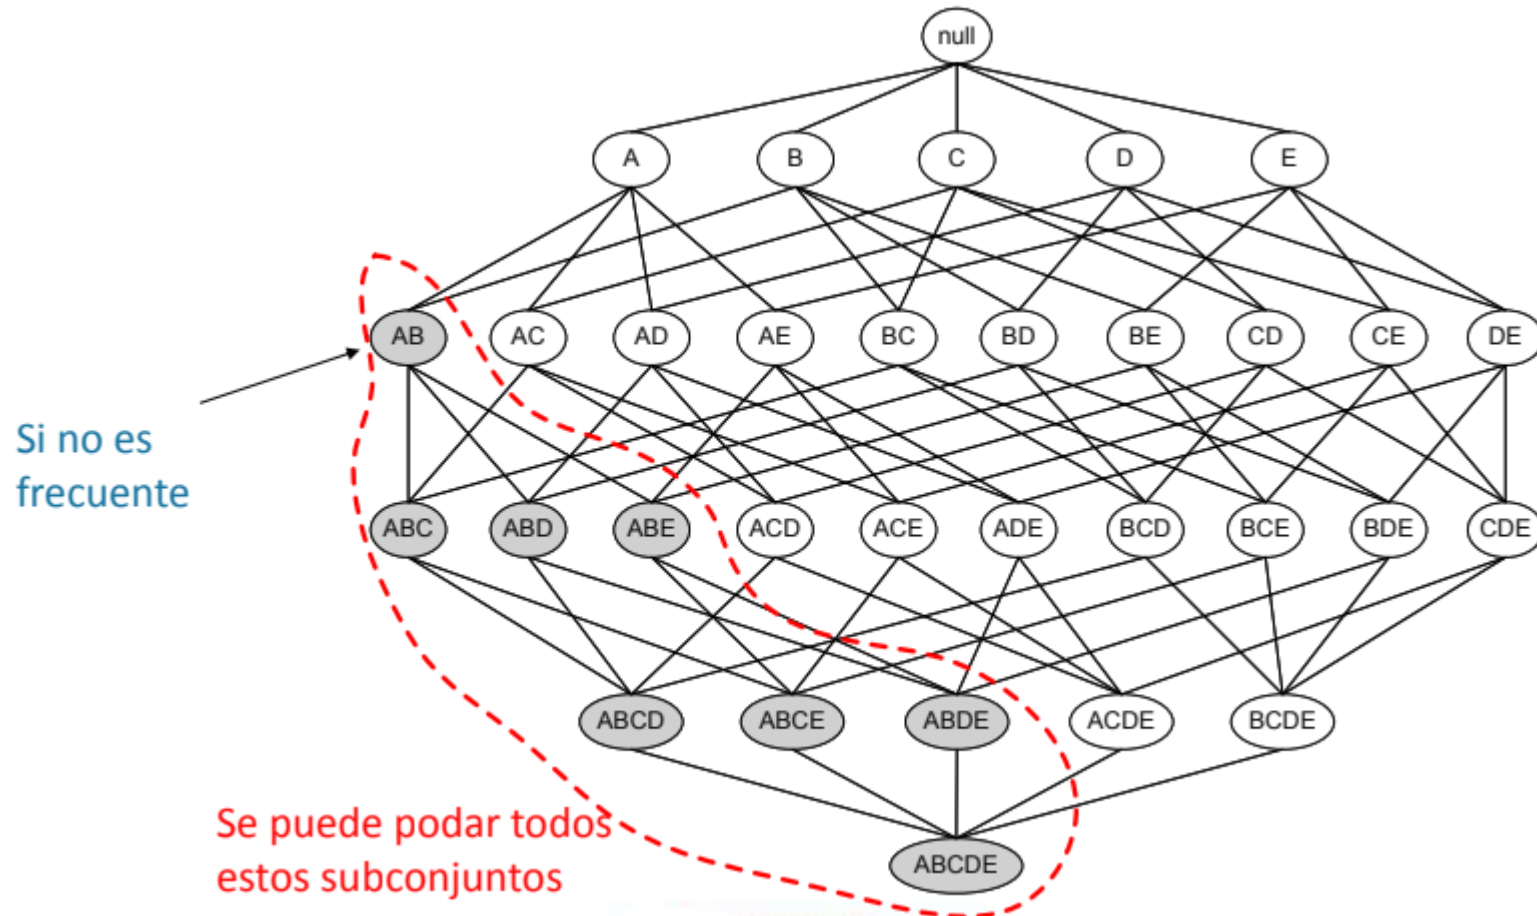 null
A B C D E
AB AC AD AE BC BD BE CD CE DE
Si no es
frecuente
ABC ABD ABE ACD ACE ADE BCD BCE BDE CDE
ABCD ABCE ABDE ACDE BCDE
Se puede podar todos
estos subconjuntos
ABCDE